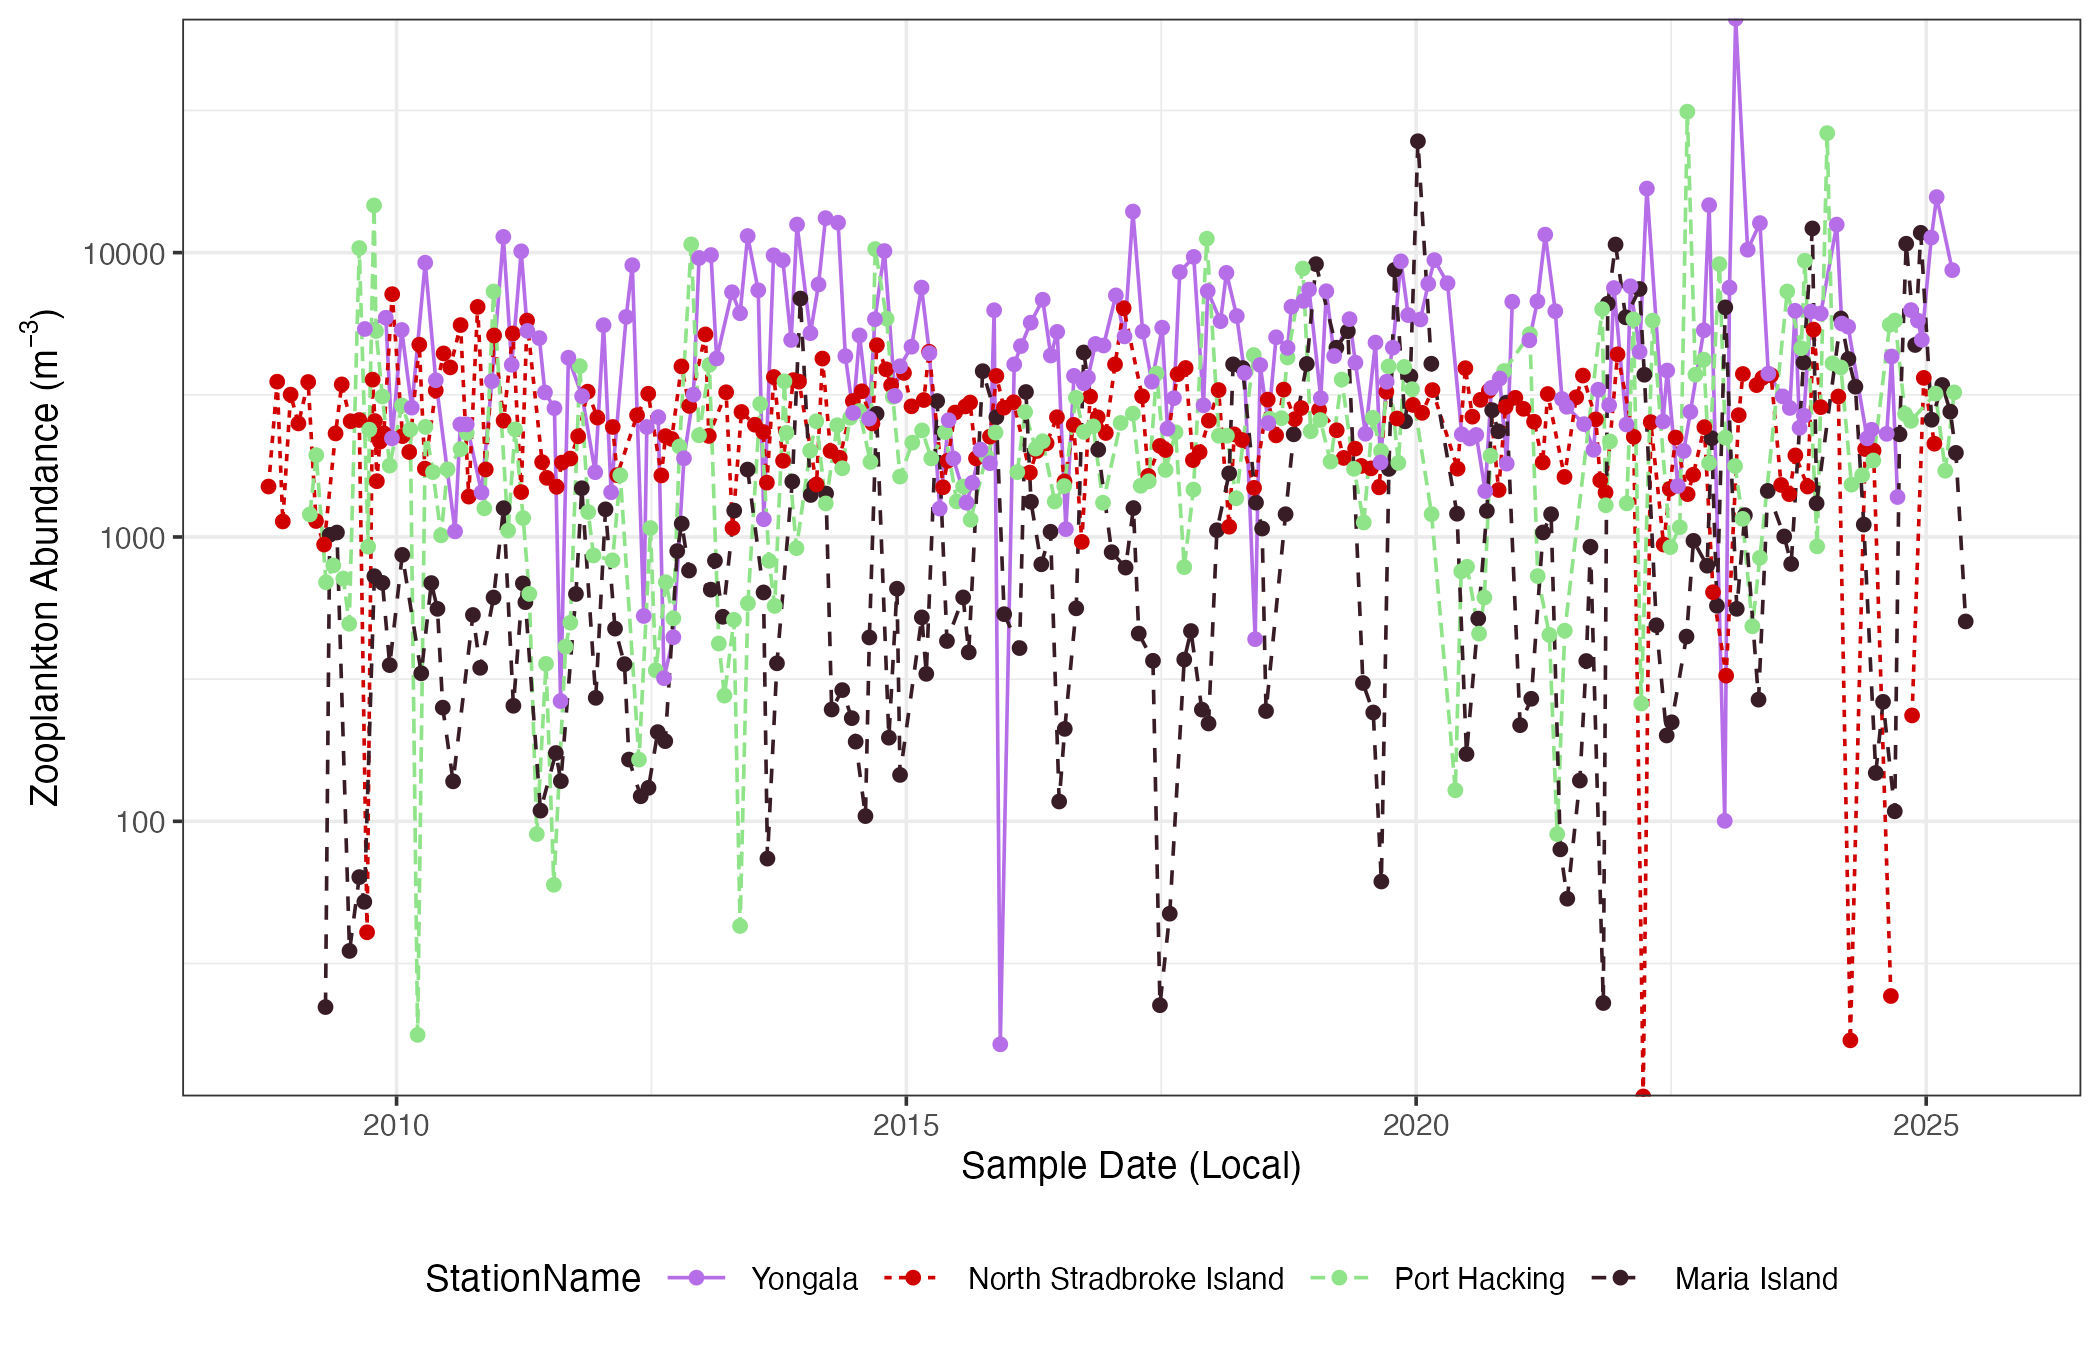 Zooplankton Abundance (m⁻³)
10000
1000
100
2010 2015 2020 2025
Sample Date (Local)
StationName Yongala North Stradbroke Island Port Hacking Maria Island